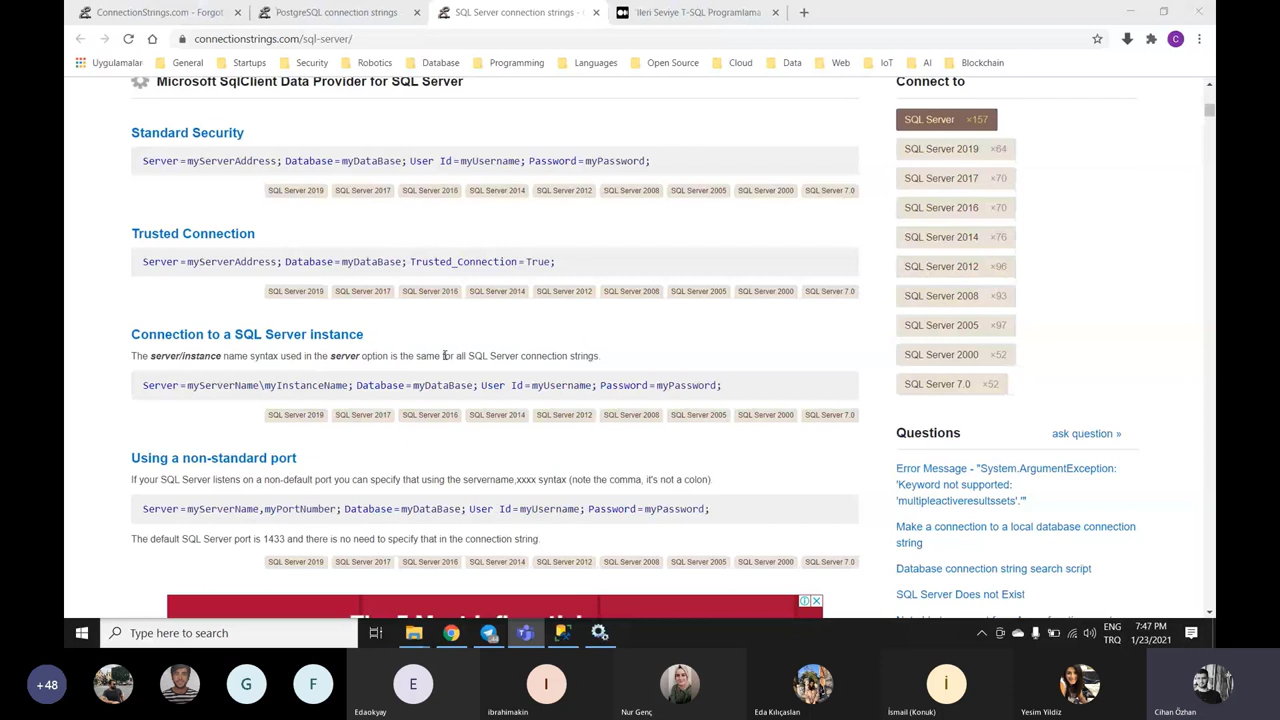 ConnectionStrings.com - Forgot
PostgreSQL connection strings
SQL Server connection strings -
İleri Seviye T-SQL Programlama
connectionstrings.com/sql-server/
C
Uygulamalar
General
Startups
Security
Robotics
Database
Programming
Languages
Open Source
Cloud
Data
Web
IoT
AI
Blockchain
Microsoft SqlClient Data Provider for SQL Server
Standard Security
Server=myServerAddress; Database=myDataBase; User Id=myUsername; Password=myPassword;
SQL Server 2019 SQL Server 2017 SQL Server 2016 SQL Server 2014 SQL Server 2012 SQL Server 2008 SQL Server 2005 SQL Server 2000 SQL Server 7.0
Trusted Connection
Server=myServerAddress; Database=myDataBase; Trusted_Connection=True;
SQL Server 2019 SQL Server 2017 SQL Server 2016 SQL Server 2014 SQL Server 2012 SQL Server 2008 SQL Server 2005 SQL Server 2000 SQL Server 7.0
Connection to a SQL Server instance
The server/instance name syntax used in the server option is the same for all SQL Server connection strings.
Server=myServerName\myInstanceName; Database=myDataBase; User Id=myUsername; Password=myPassword;
SQL Server 2019 SQL Server 2017 SQL Server 2016 SQL Server 2014 SQL Server 2012 SQL Server 2008 SQL Server 2005 SQL Server 2000 SQL Server 7.0
Using a non-standard port
If your SQL Server listens on a non-default port you can specify that using the servername,xxxx syntax (note the comma, it's not a colon).
Server=myServerName,myPortNumber; Database=myDataBase; User Id=myUsername; Password=myPassword;
The default SQL Server port is 1433 and there is no need to specify that in the connection string.
SQL Server 2019 SQL Server 2017 SQL Server 2016 SQL Server 2014 SQL Server 2012 SQL Server 2008 SQL Server 2005 SQL Server 2000 SQL Server 7.0
Connect to
SQL Server ×157
SQL Server 2019 ×64
SQL Server 2017 ×70
SQL Server 2016 ×70
SQL Server 2014 ×76
SQL Server 2012 ×96
SQL Server 2008 ×93
SQL Server 2005 ×97
SQL Server 2000 ×52
SQL Server 7.0 ×52
Questions
ask question »
Error Message - "System.ArgumentException:
'Keyword not supported:
'multipleactiveresultssets'.'"
Make a connection to a local database connection
string
Database connection string search script
SQL Server Does not Exist
Type here to search
ENG
TRQ
7:47 PM
1/23/2021
+48
G
F
E
Edaokyay
I
ibrahimakin
Nur Genç
Eda Kılıçaslan
İ
İsmail (Konuk)
Yesim Yildiz
Cihan Özhan